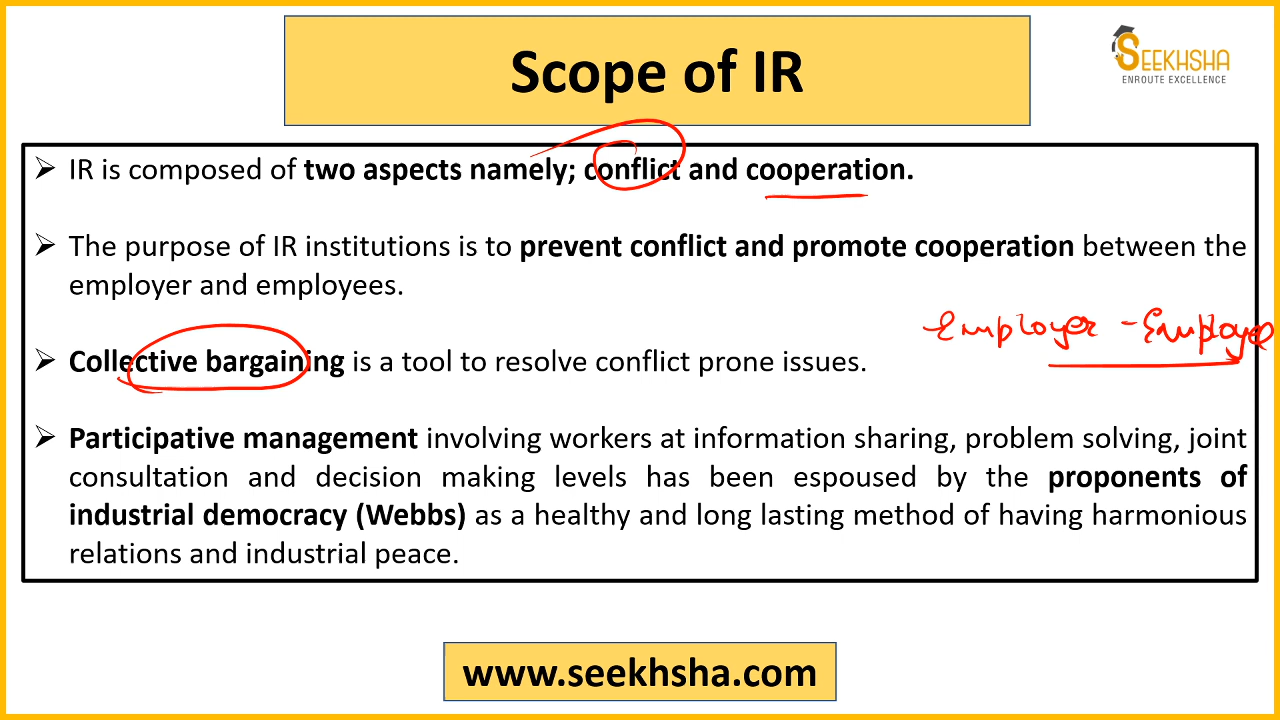 Scope of IR
SEEKHSHA
ENROUTE EXCELLENCE
➢ IR is composed of two aspects namely; conflict and cooperation.
➢ The purpose of IR institutions is to prevent conflict and promote cooperation between the
employer and employees.
Employer - Employe
➢ Collective bargaining is a tool to resolve conflict prone issues.
➢ Participative management involving workers at information sharing, problem solving, joint
consultation and decision making levels has been espoused by the proponents of
industrial democracy (Webbs) as a healthy and long lasting method of having harmonious
relations and industrial peace.
www.seekhsha.com